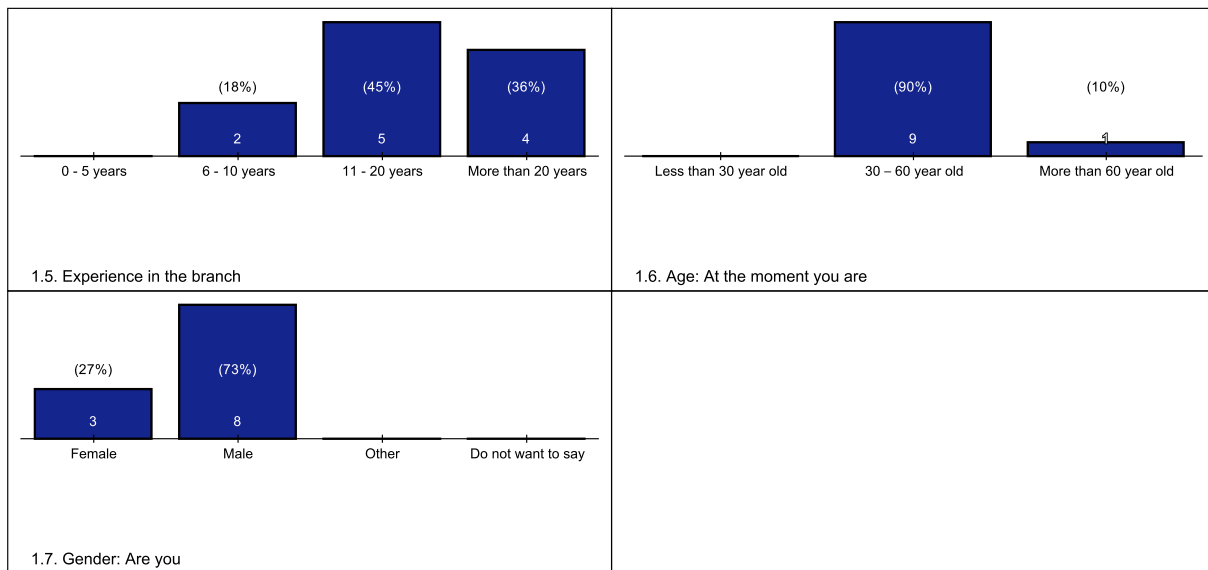 (18%) (45%) (36%)
2 5 4
0 - 5 years 6 - 10 years 11 - 20 years More than 20 years
1.5. Experience in the branch
(90%) (10%)
9 1
Less than 30 year old 30 – 60 year old More than 60 year old
1.6. Age: At the moment you are
(27%) (73%)
3 8
Female Male Other Do not want to say
1.7. Gender: Are you